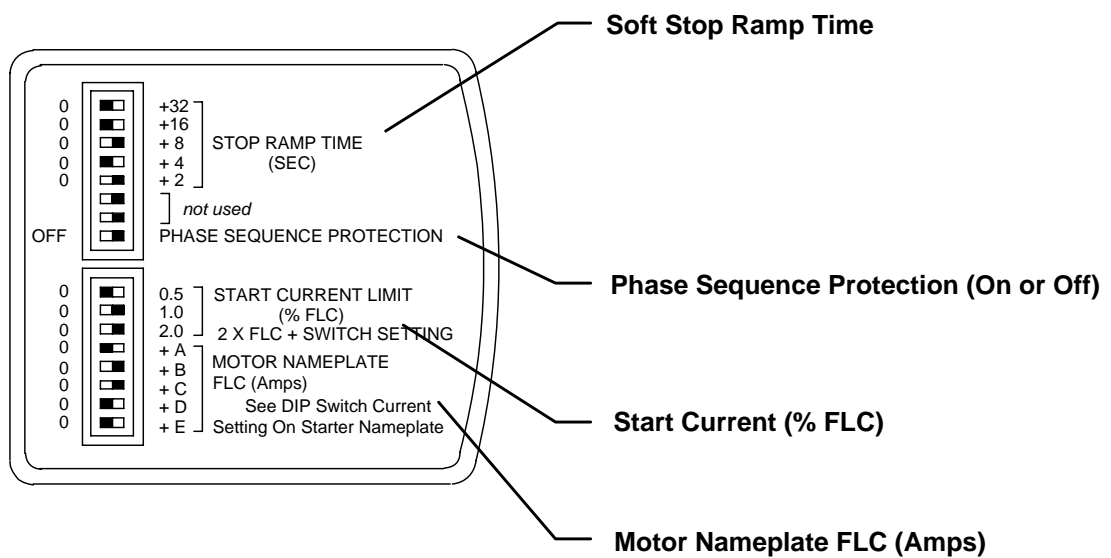 Soft Stop Ramp Time
0 +32
0 +16
0 + 8 STOP RAMP TIME
0 + 4 (SEC)
0 + 2
not used
OFF PHASE SEQUENCE PROTECTION
Phase Sequence Protection (On or Off)
0 0.5 START CURRENT LIMIT
0 1.0 (% FLC)
0 2.0 2 X FLC + SWITCH SETTING
0 + A
0 + B MOTOR NAMEPLATE
0 + C FLC (Amps)
0 + D See DIP Switch Current
0 + E Setting On Starter Nameplate
Start Current (% FLC)
Motor Nameplate FLC (Amps)